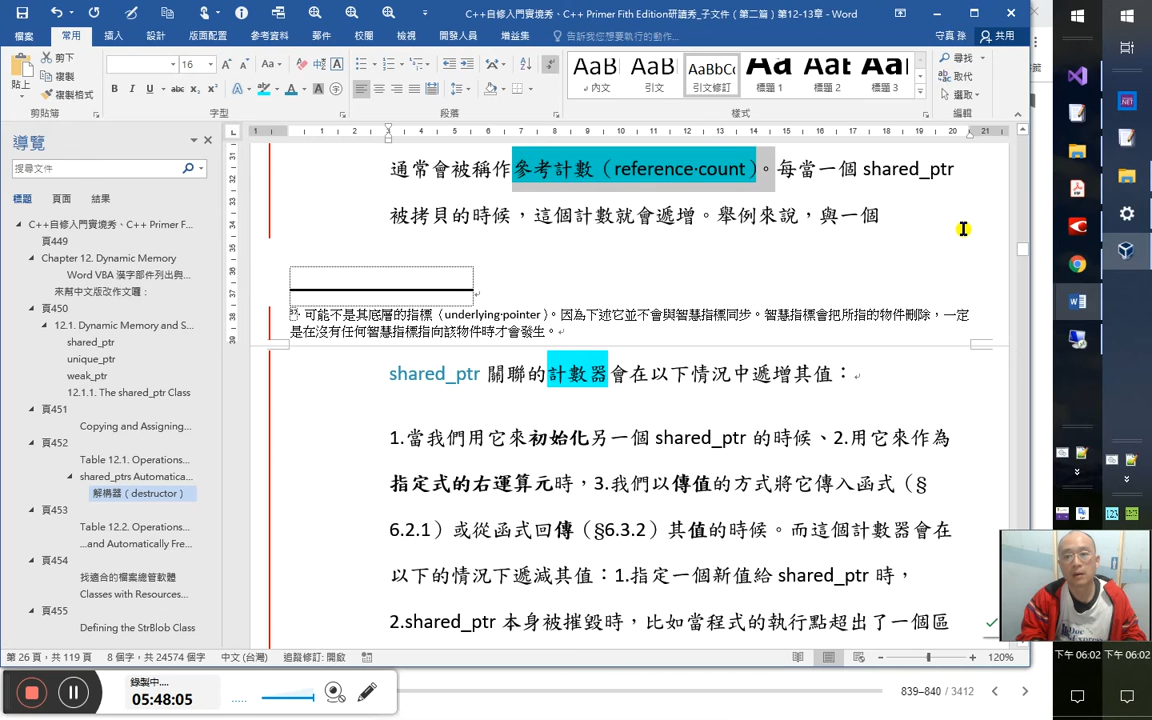 C++自修入門實境秀、C++ Primer Fith Edition研讀秀_子文件（第二篇）第12-13章 - Word
檔案 常用 插入 設計 版面配置 參考資料 郵件 校閱 檢視 開發人員 增益集 告訴我您想要執行的動作... 守真 孫 共用
貼上 剪下 複製 複製格式 剪貼簿
16 字型 段落
AaB 內文 AaB 引文 AaBbCc 引文修訂 AaB 標題 1 AaB 標題 2 AaB 標題 3 樣式
尋找 取代 選取 編輯
導覽
搜尋文件
標題 頁面 結果
C++自修入門實境秀、C++ Primer F...
頁449
Chapter 12. Dynamic Memory
Word VBA 漢字部件列出與...
來幫中文版改作文囉：
頁450
12.1. Dynamic Memory and S...
shared_ptr
unique_ptr
weak_ptr
12.1.1. The shared_ptr Class
頁451
Copying and Assigning...
頁452
Table 12.1. Operations...
shared_ptrs Automatica...
解構器（destructor）
頁453
Table 12.2. Operations...
...and Automatically Fre...
頁454
找適合的檔案總管軟體
Classes with Resources...
頁455
Defining the StrBlob Class
通常會被稱作參考計數（reference·count）。每當一個 shared_ptr
被拷貝的時候，這個計數就會遞增。舉例來說，與一個
可能不是其底層的指標（underlying·pointer）。因為下述它並不會與智慧指標同步。智慧指標會把所指的物件刪除，一定
是在沒有任何智慧指標指向該物件時才會發生。
shared_ptr 關聯的計數器會在以下情況中遞增其值：
1.當我們用它來初始化另一個 shared_ptr 的時候、2.用它來作為
指定式的右運算元時，3.我們以傳值的方式將它傳入函式（§
6.2.1）或從函式回傳（§6.3.2）其值的時候。而這個計數器會在
以下的情況下遞減其值：1.指定一個新值給 shared_ptr 時，
2.shared_ptr 本身被摧毀時，比如當程式的執行點超出了一個區
第 26 頁，共 119 頁 8 個字，共 24574 個字 中文 (台灣) 追蹤修訂: 開啟 120%
錄製中....
05:48:05
839–840 / 3412
下午 06:02 下午 06:02